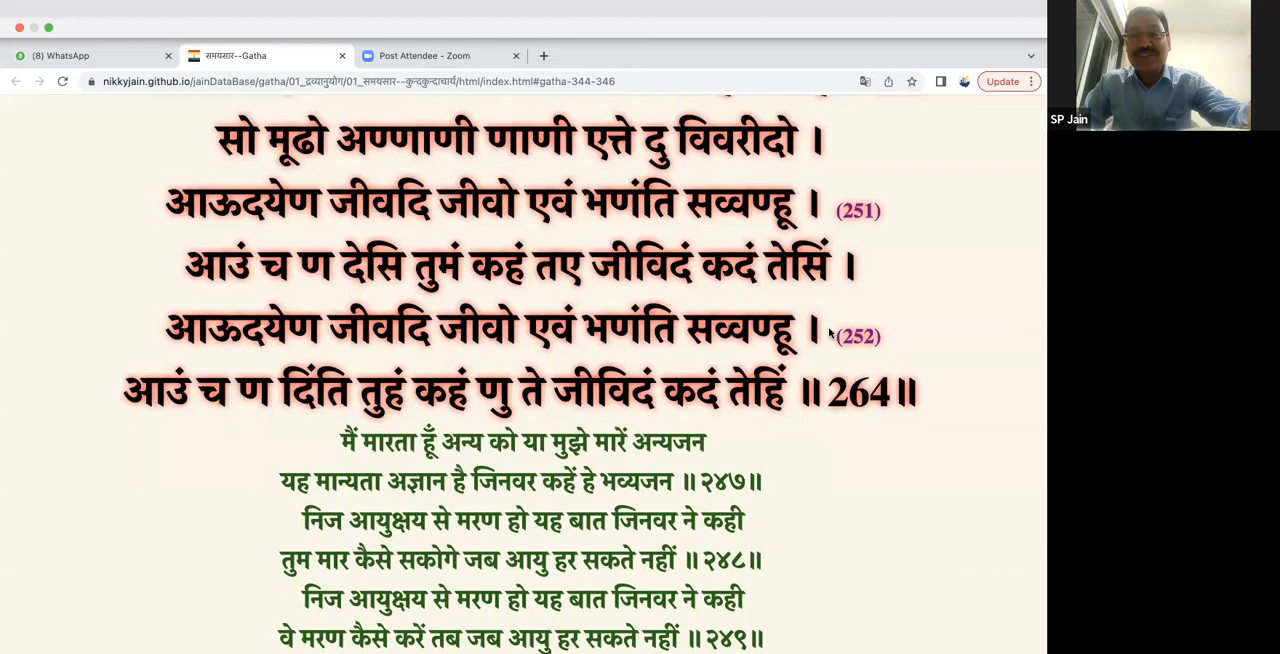 (8) WhatsApp
समयसार--Gatha
Post Attendee - Zoom
nikkyjain.github.io/jainDataBase/gatha/01_द्रव्यानुयोग/01_समयसार--कुन्दकुन्दाचार्य/html/index.html#gatha-344-346
Update
SP Jain
सो मूढो अण्णाणी णाणी एत्ते दु विवरीदो ।
आऊदयेण जीवदि जीवो एवं भणंति सव्वण्हू । (251)
आउं च ण देसि तुमं कहं तए जीविदं कदं तेसिं ।
आऊदयेण जीवदि जीवो एवं भणंति सव्वण्हू । (252)
आउं च ण दिंति तुहं कहं णु ते जीविदं कदं तेहिं ॥264॥
मैं मारता हूँ अन्य को या मुझे मारें अन्यजन
यह मान्यता अज्ञान है जिनवर कहें हे भव्यजन ॥२४७॥
निज आयुक्षय से मरण हो यह बात जिनवर ने कही
तुम मार कैसे सकोगे जब आयु हर सकते नहीं ॥२४८॥
निज आयुक्षय से मरण हो यह बात जिनवर ने कही
वे मरण कैसे करें तब जब आयु हर सकते नहीं ॥२४९॥